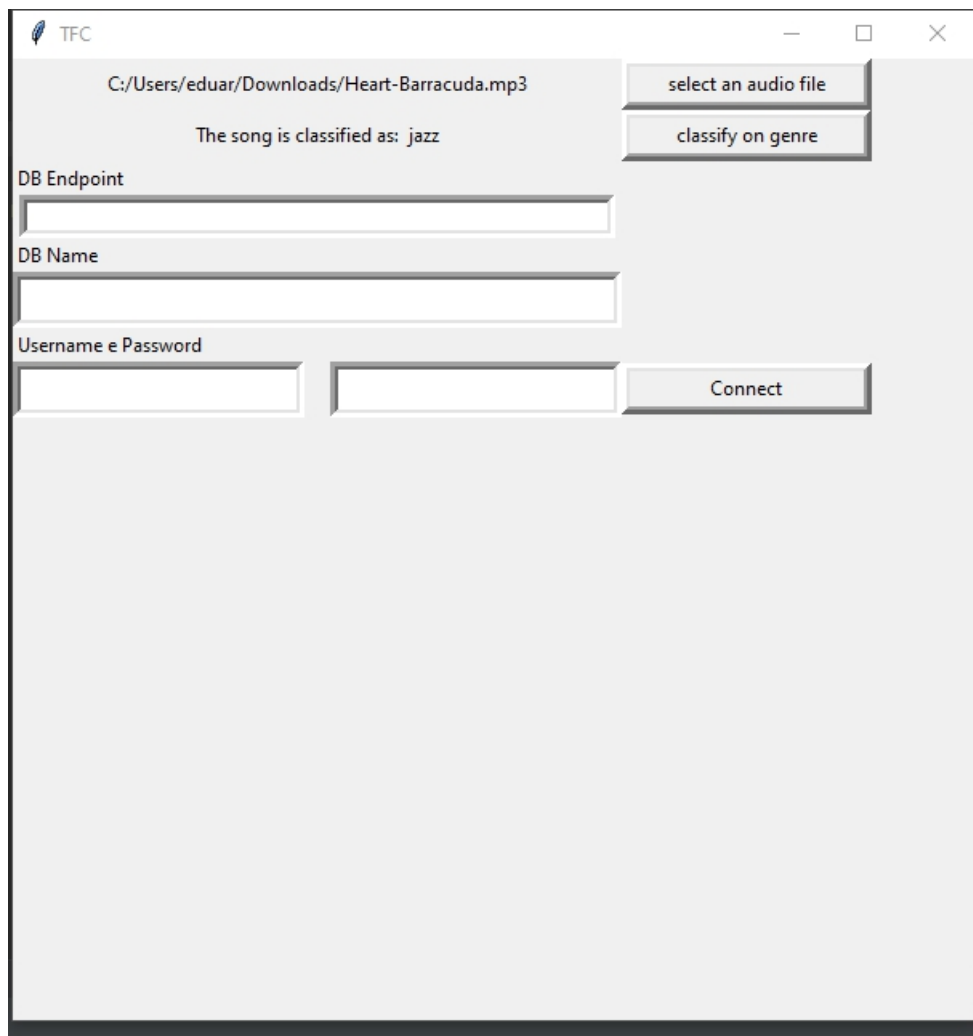 TFC
C:/Users/eduar/Downloads/Heart-Barracuda.mp3 select an audio file
The song is classified as: jazz classify on genre
DB Endpoint
DB Name
Username e Password
Connect